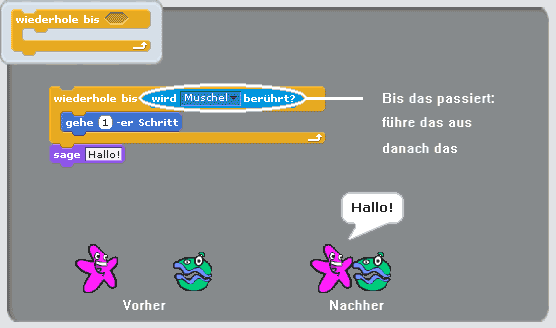 wiederhole bis
wiederhole bis wird Muschel berührt?
Bis das passiert:
gehe 1 -er Schritt
führe das aus
sage Hallo!
danach das
Hallo!
Vorher
Nachher